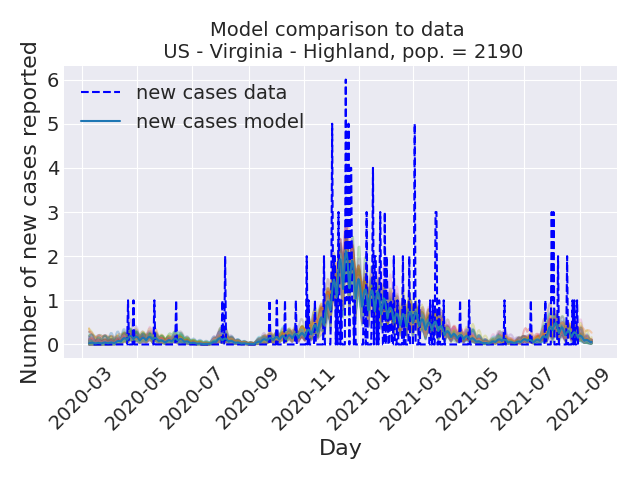 Model comparison to data
US - Virginia - Highland, pop. = 2190
new cases data
new cases model
Number of new cases reported
6
5
4
3
2
1
0
2020-03
2020-05
2020-07
2020-09
2020-11
2021-01
2021-03
2021-05
2021-07
2021-09
Day